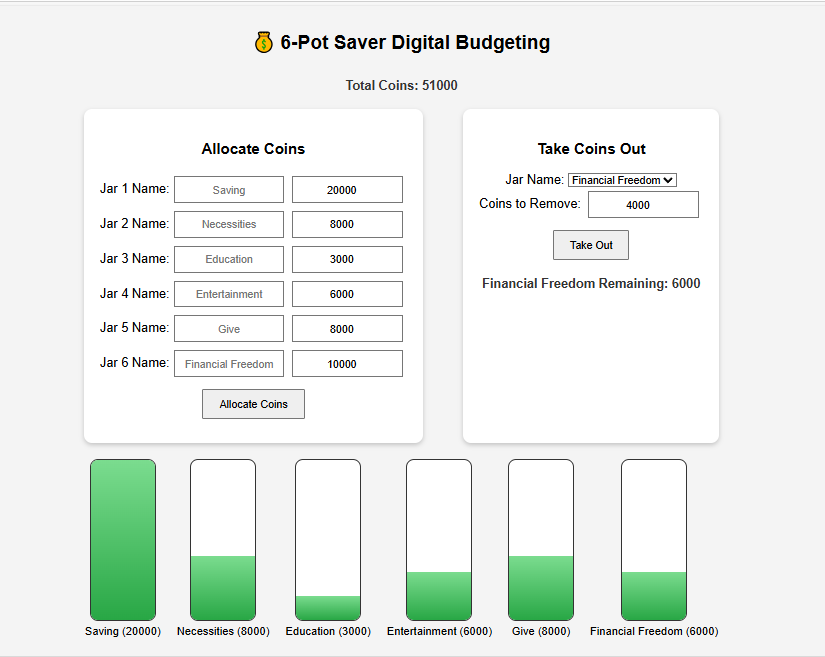 💰 6-Pot Saver Digital Budgeting
Total Coins: 51000
Allocate Coins
Jar 1 Name: Saving 20000
Jar 2 Name: Necessities 8000
Jar 3 Name: Education 3000
Jar 4 Name: Entertainment 6000
Jar 5 Name: Give 8000
Jar 6 Name: Financial Freedom 10000
Allocate Coins
Take Coins Out
Jar Name: Financial Freedom
Coins to Remove: 4000
Take Out
Financial Freedom Remaining: 6000
Saving (20000) Necessities (8000) Education (3000) Entertainment (6000) Give (8000) Financial Freedom (6000)